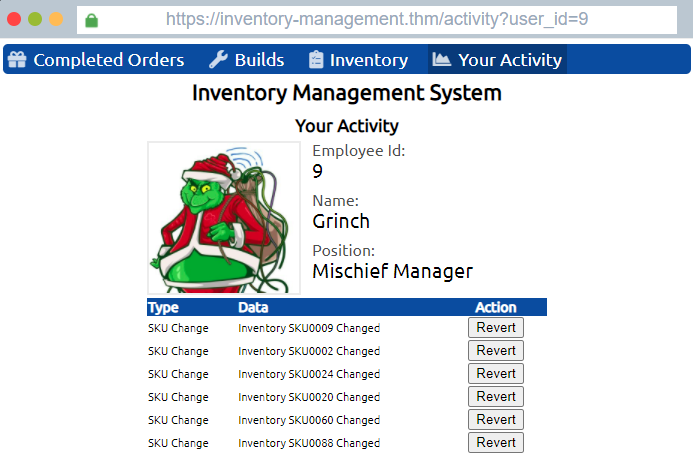 https://inventory-management.thm/activity?user_id=9
Completed Orders Builds Inventory Your Activity
Inventory Management System
Your Activity
Employee Id:
9
Name:
Grinch
Position:
Mischief Manager
Type Data Action
SKU Change Inventory SKU0009 Changed Revert
SKU Change Inventory SKU0002 Changed Revert
SKU Change Inventory SKU0024 Changed Revert
SKU Change Inventory SKU0020 Changed Revert
SKU Change Inventory SKU0060 Changed Revert
SKU Change Inventory SKU0088 Changed Revert